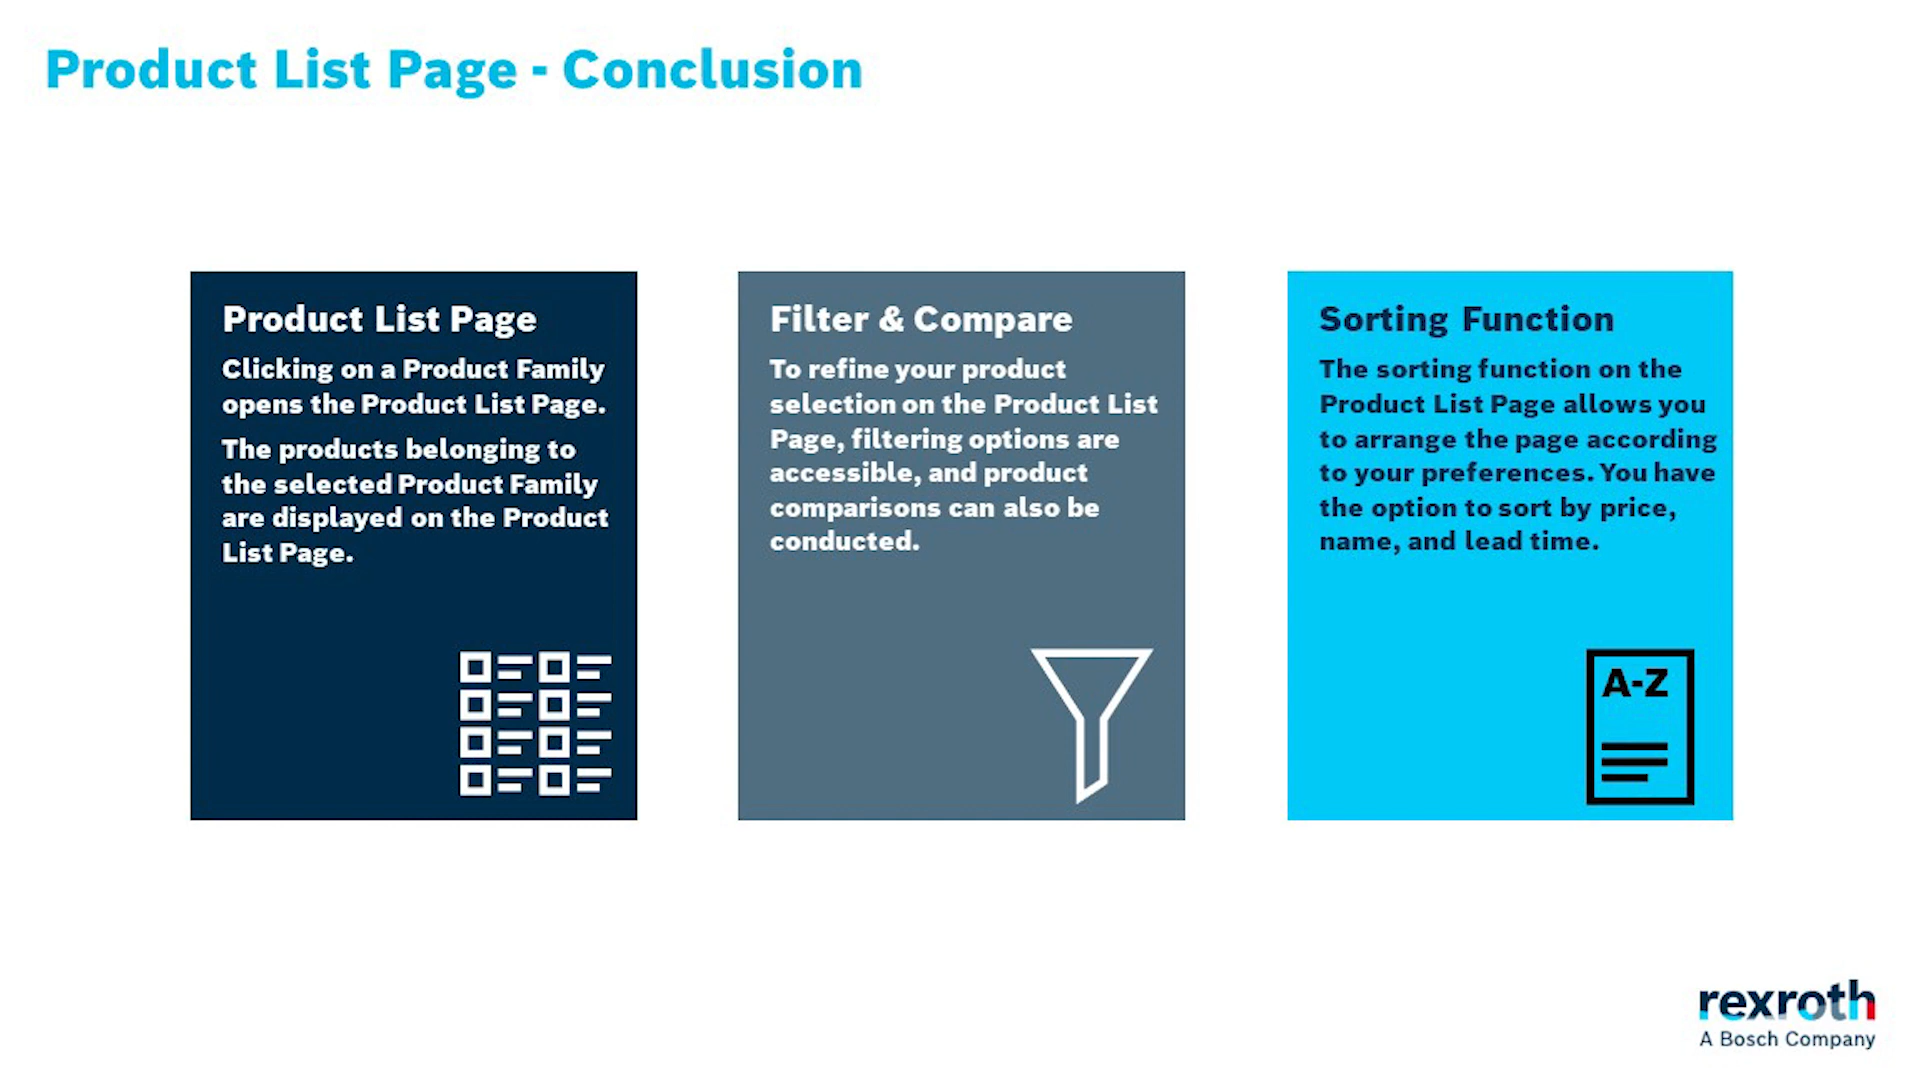 Product List Page - Conclusion
Product List Page
Clicking on a Product Family
opens the Product List Page.
The products belonging to
the selected Product Family
are displayed on the Product
List Page.
Filter & Compare
To refine your product
selection on the Product List
Page, filtering options are
accessible, and product
comparisons can also be
conducted.
Sorting Function
The sorting function on the
Product List Page allows you
to arrange the page according
to your preferences. You have
the option to sort by price,
name, and lead time.
A-Z
rexroth
A Bosch Company